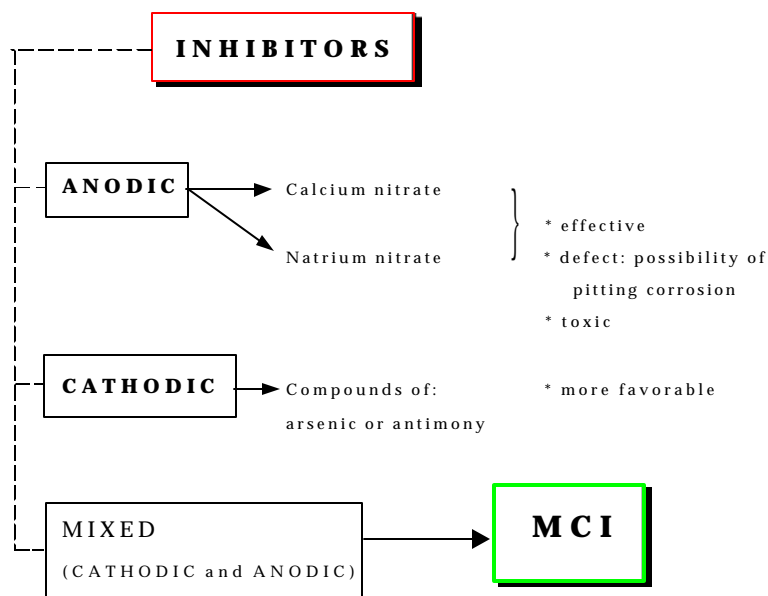 INHIBITORS
ANODIC
Calcium nitrate
Natrium nitrate
* effective
* defect: possibility of
pitting corrosion
* toxic
CATHODIC
Compounds of:
arsenic or antimony
* more favorable
MIXED
(CATHODIC and ANODIC)
MCI